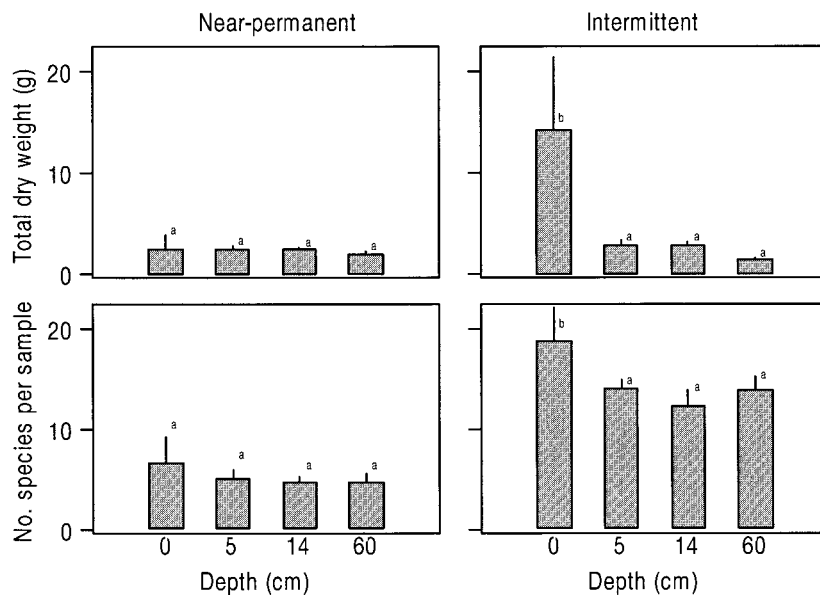 Near-permanent Intermittent
Total dry weight (g)
20
10
0
a a a a
b a a a
No. species per sample
20
10
0
a a a a
b a a a
0 5 14 60
0 5 14 60
Depth (cm) Depth (cm)